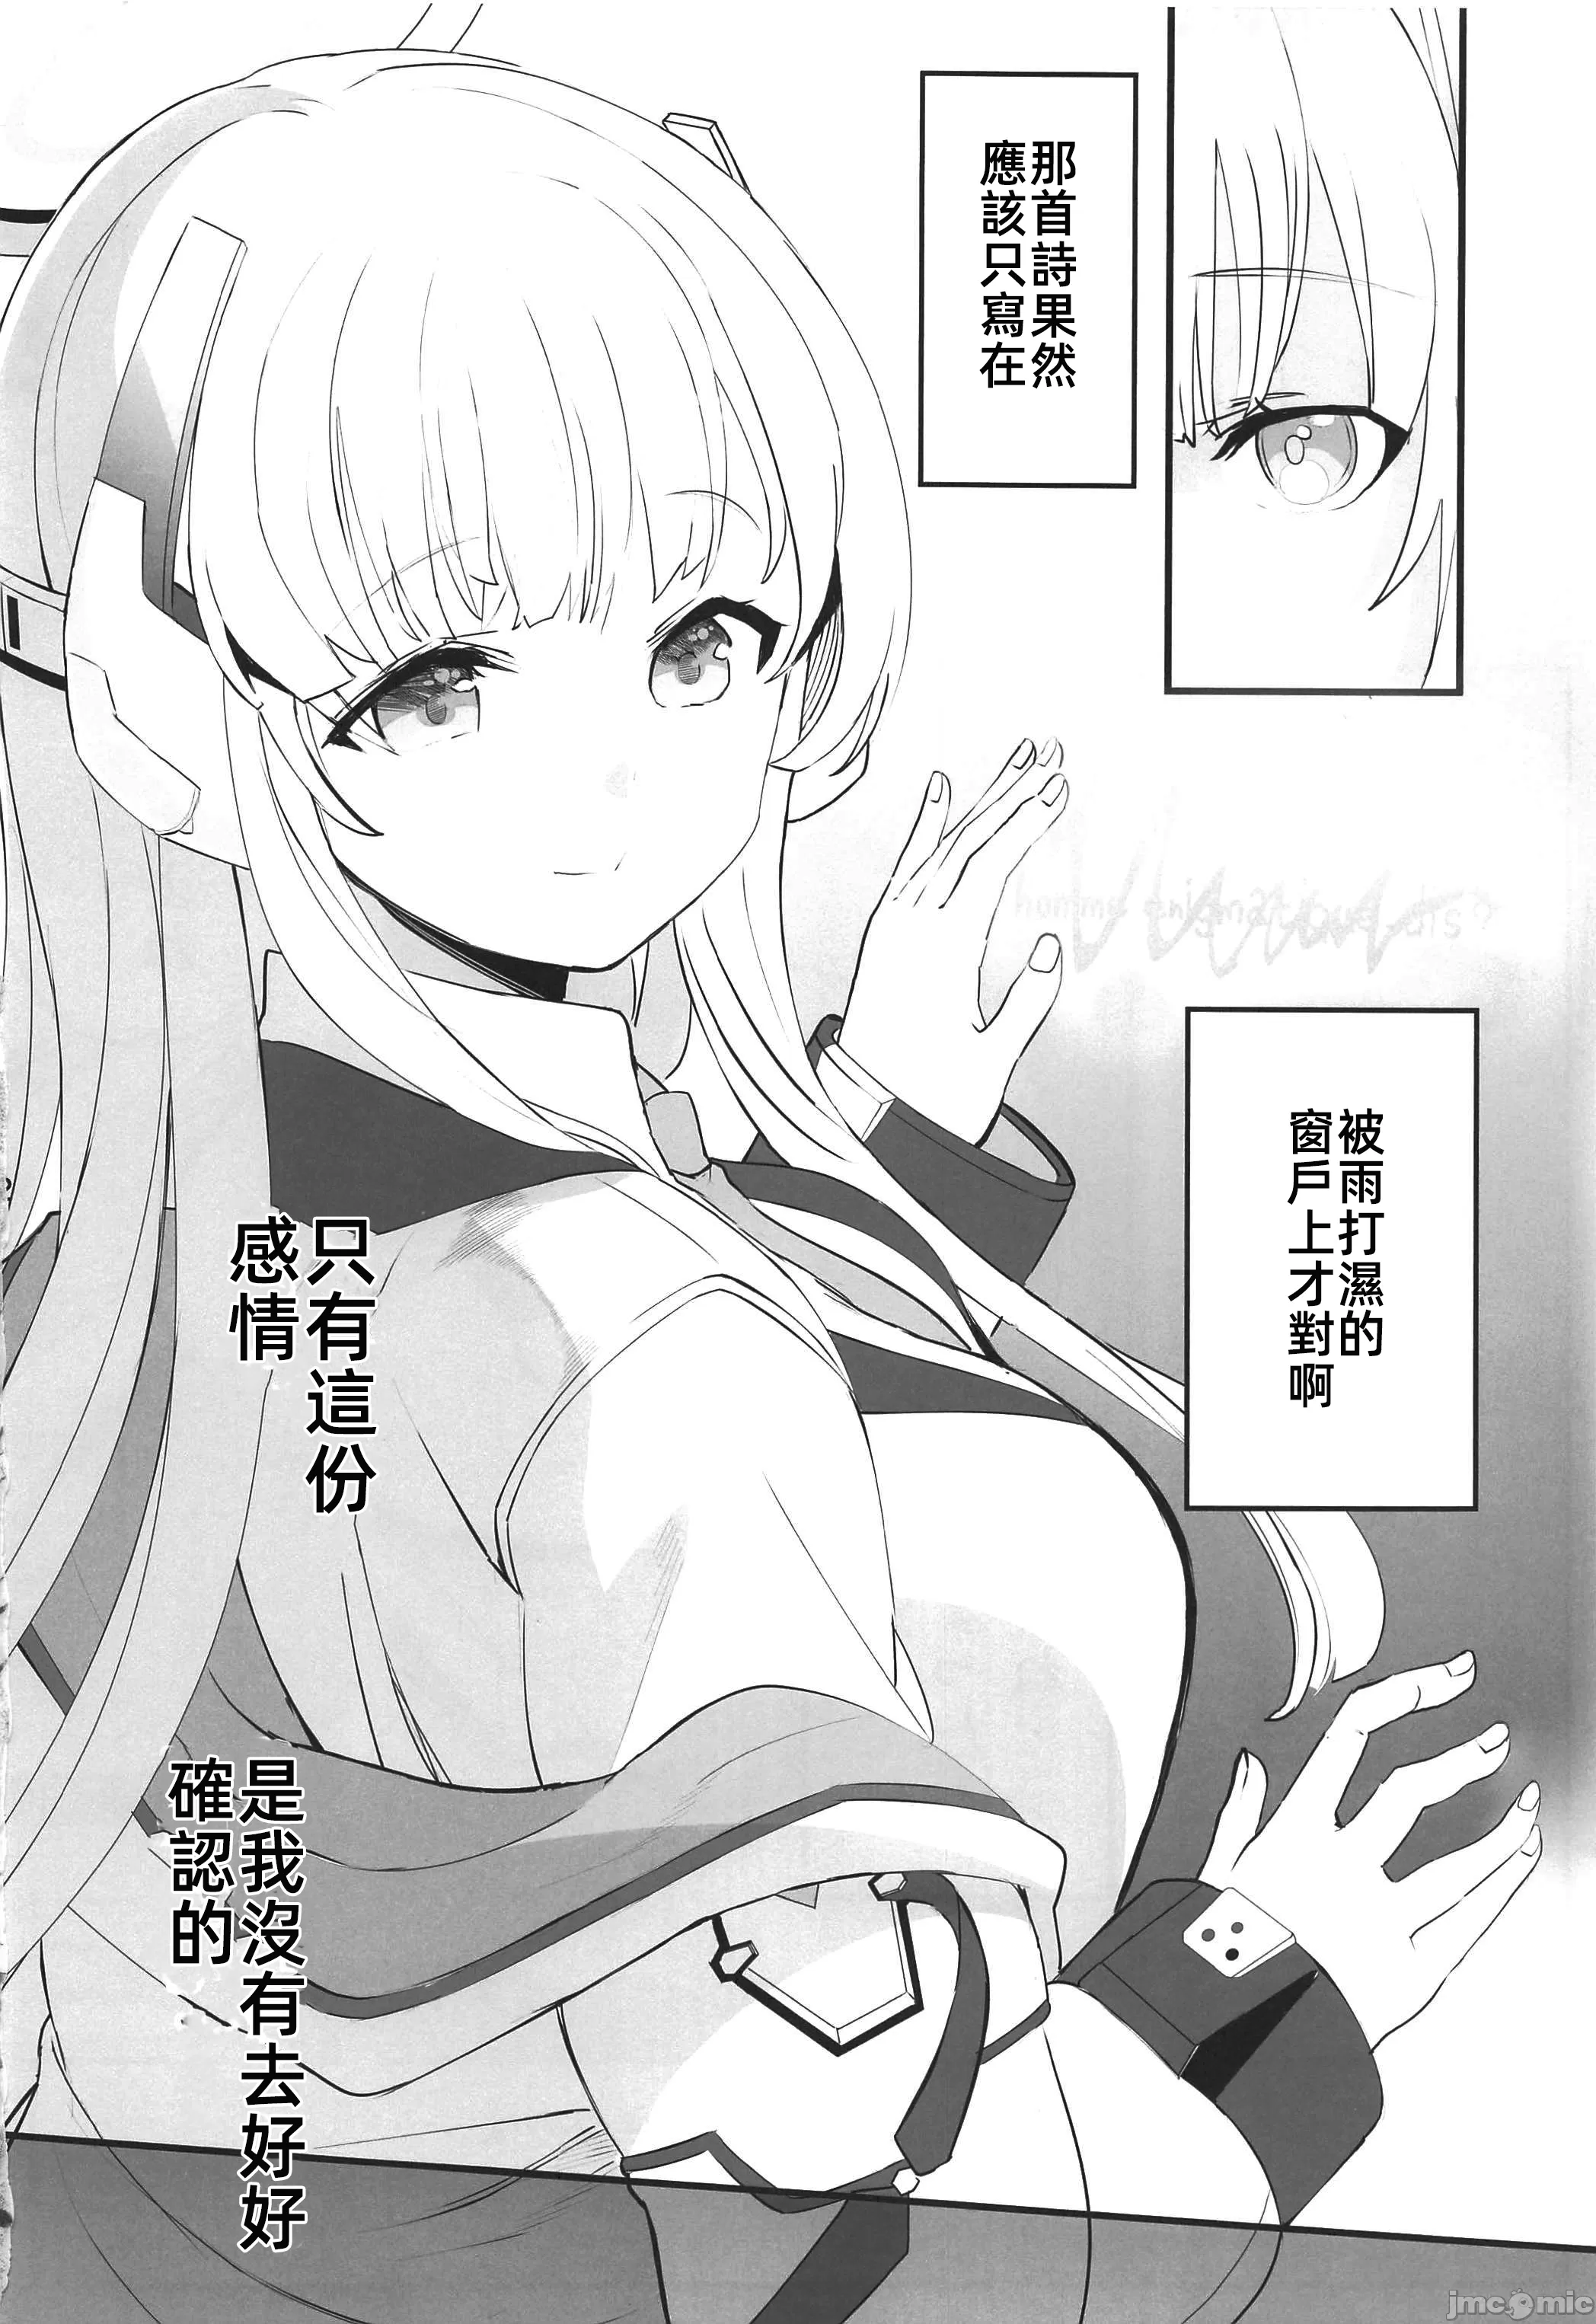 那首詩果然
應該只寫在
被雨打濕的
窗戶上才對啊
只有這份
感情
是我沒有去好好
確認的
jmcomic